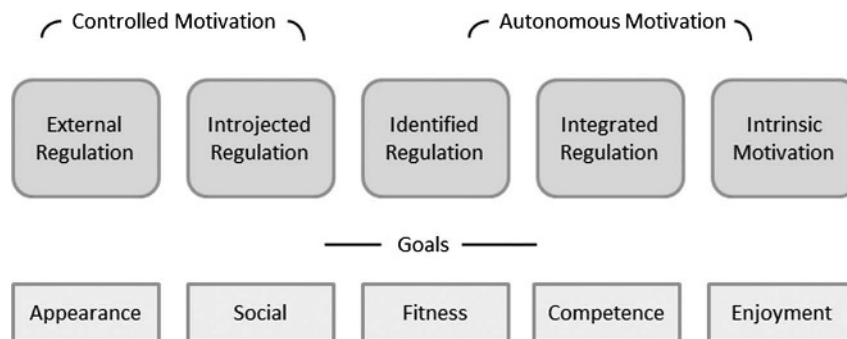 Controlled Motivation
Autonomous Motivation
External
Regulation
Introjected
Regulation
Identified
Regulation
Integrated
Regulation
Intrinsic
Motivation
Goals
Appearance
Social
Fitness
Competence
Enjoyment